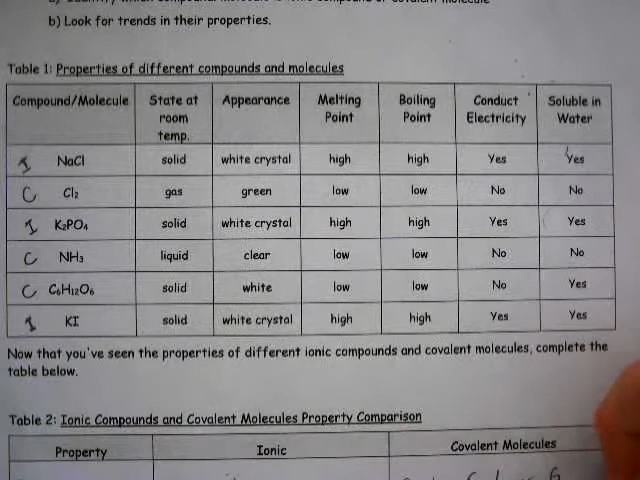 b) Look for trends in their properties.
Table 1: Properties of different compounds and molecules
Compound/Molecule State at room temp. Appearance Melting Point Boiling Point Conduct Electricity Soluble in Water
I NaCl solid white crystal high high Yes Yes
C Cl₂ gas green low low No No
I K₂PO₄ solid white crystal high high Yes Yes
C NH₃ liquid clear low low No No
C C₆H₁₂O₆ solid white low low No Yes
I KI solid white crystal high high Yes Yes
Now that you've seen the properties of different ionic compounds and covalent molecules, complete the
table below.
Table 2: Ionic Compounds and Covalent Molecules Property Comparison
Property Ionic Covalent Molecules